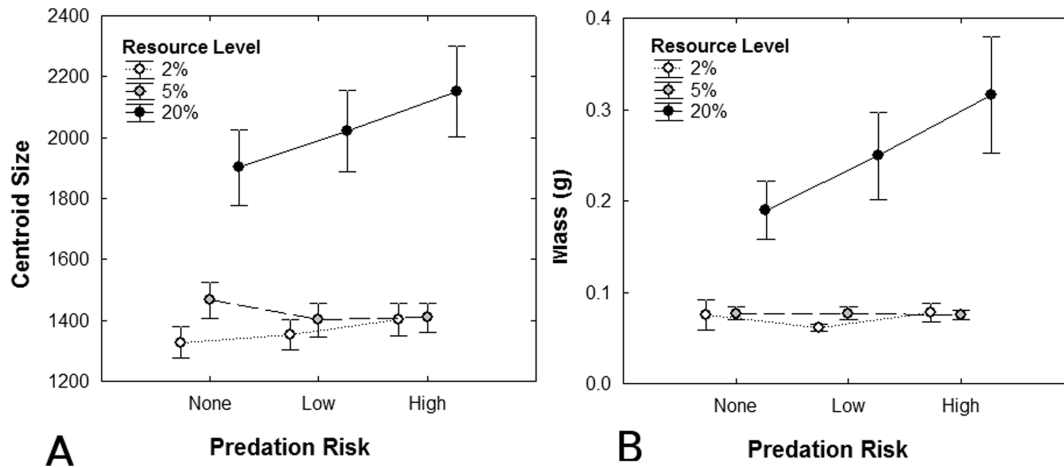 2400
2200
2000
1800
1600
1400
1200
Centroid Size
Resource Level
2%
5%
20%
None Low High
Predation Risk
A
0.4
0.3
0.2
0.1
0.0
Mass (g)
Resource Level
2%
5%
20%
None Low High
Predation Risk
B